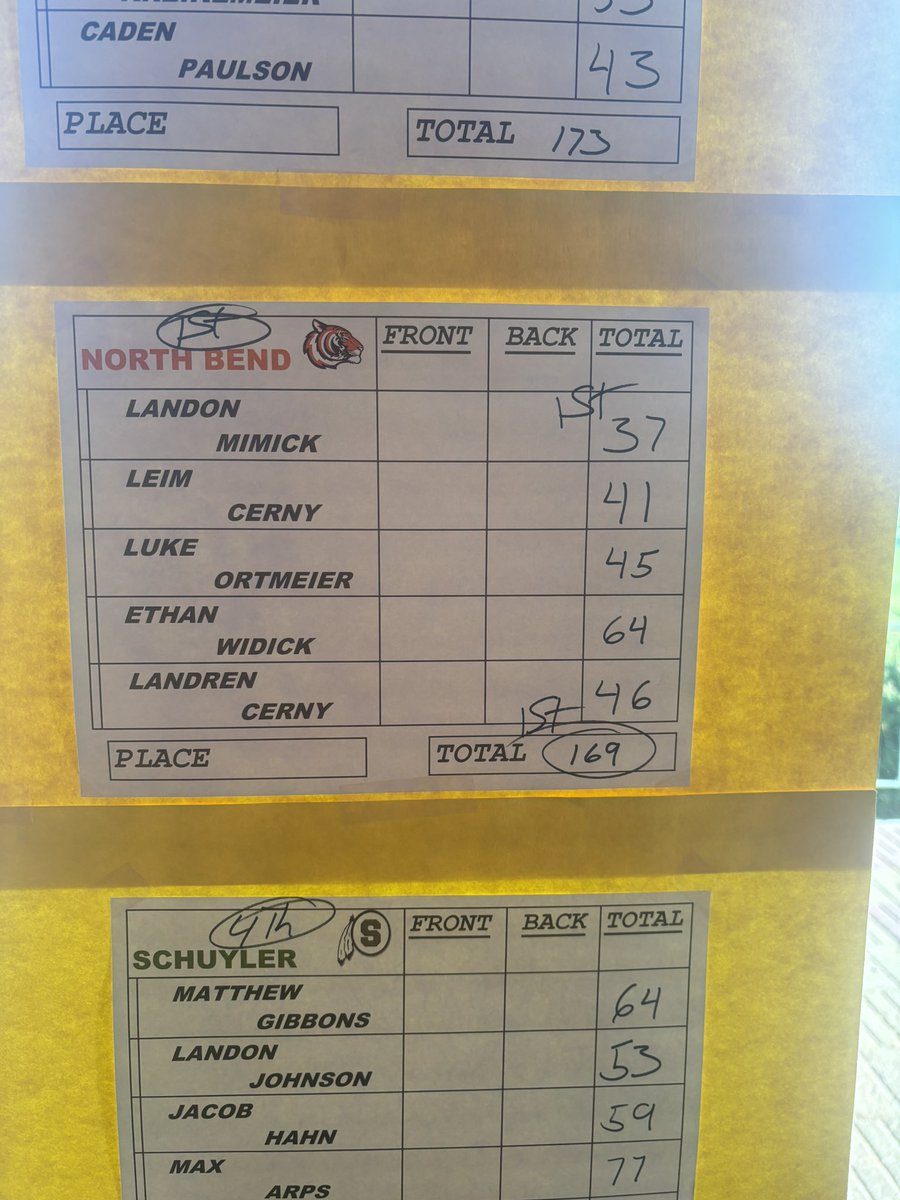 CADEN
PAULSON
43
PLACE
TOTAL 173
1ST
NORTH BEND
FRONT BACK TOTAL
LANDON
MIMICK
1ST 37
LEIM
CERNY
41
LUKE
ORTMEIER
45
ETHAN
WIDICK
64
LANDREN
CERNY
46
1ST
PLACE
TOTAL 169
4th
S
SCHUYLER
FRONT BACK TOTAL
MATTHEW
GIBBONS
64
LANDON
JOHNSON
53
JACOB
HAHN
59
MAX
ARPS
77